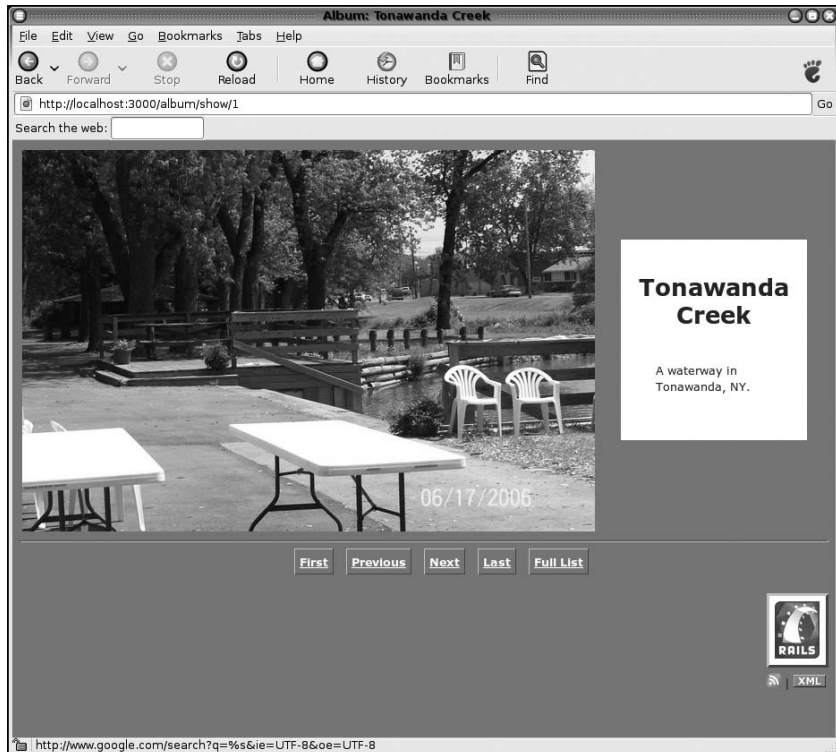 Album: Tonawanda Creek
File Edit View Go Bookmarks Tabs Help
Back Forward Stop Reload Home History Bookmarks Find
http://localhost:3000/album/show/1 Go
Search the web:
Tonawanda
Creek
A waterway in
Tonawanda, NY.
06/17/2006
First Previous Next Last Full List
RAILS
| XML
http://www.google.com/search?q=%s&ie=UTF-8&oe=UTF-8